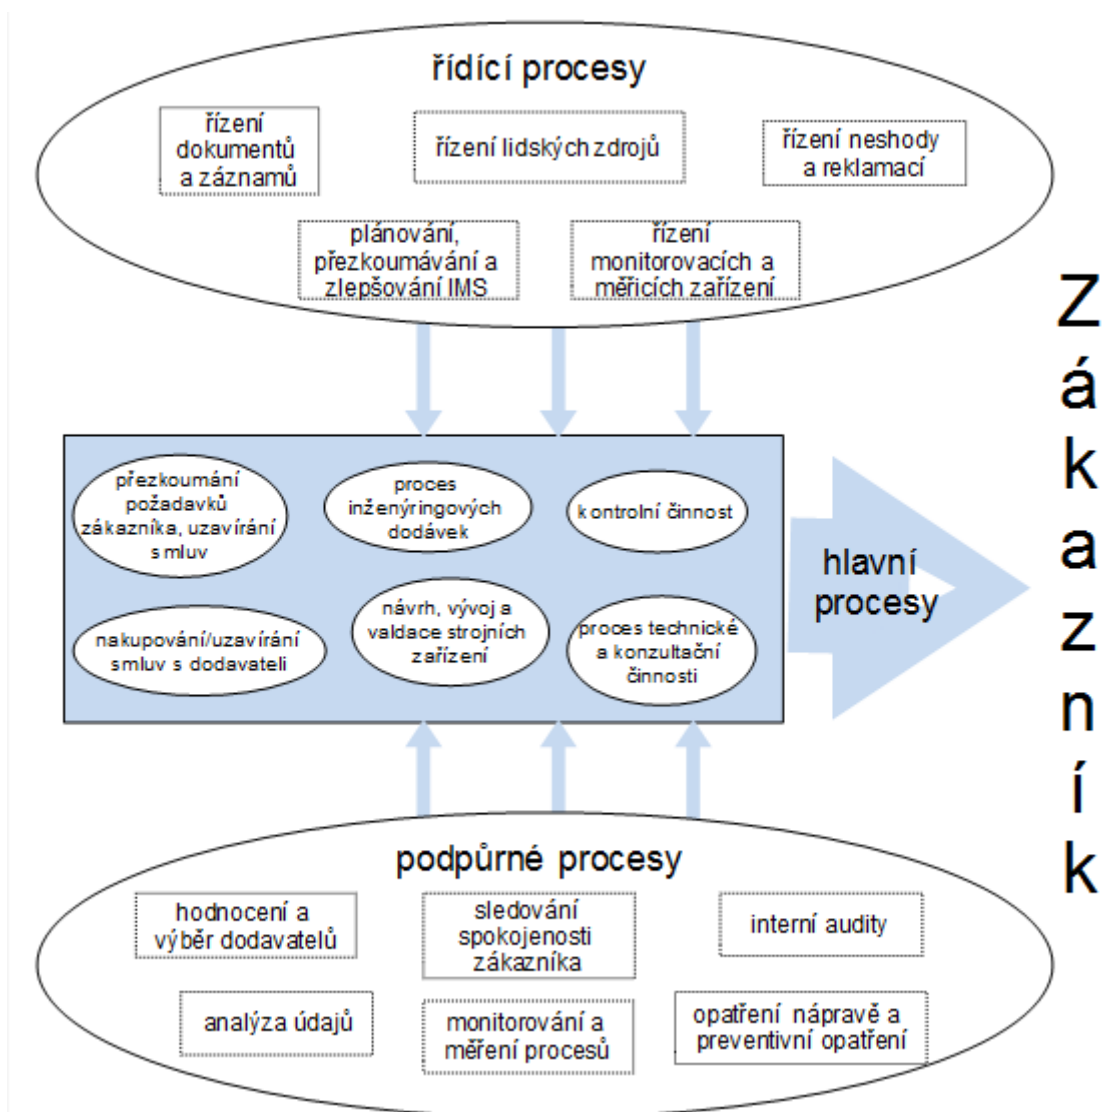 řídící procesy
řízení
dokumentů
a záznamů
řízení lidských zdrojů
řízení neshody
a reklamací
plánování,
přezkoumávání a
zlepšování IMS
řízení
monitorovacích a
měřicích zařízení
přezkoumání
požadavků
zákazníka, uzavírání
smluv
proces
inženýringových
dodávek
kontrolní činnost
nakupování/uzavírání
smluv s dodavateli
návrh, vývoj a
valdace strojních
zařízení
proces technické
a konzultační
činnosti
hlavní
procesy
Zákazník
podpůrné procesy
hodnocení a
výběr dodavatelů
sledování
spokojenosti
zákazníka
interní audity
analýza údajů
monitorování a
měření procesů
opatření nápravě a
preventivní opatření